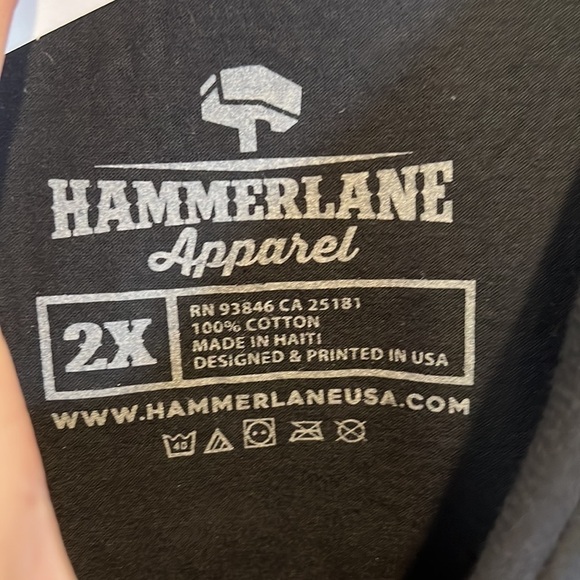 HAMMERLANE
Apparel
2X
RN 93846 CA 25181
100% COTTON
MADE IN HAITI
DESIGNED & PRINTED IN USA
WWW.HAMMERLANEUSA.COM
40